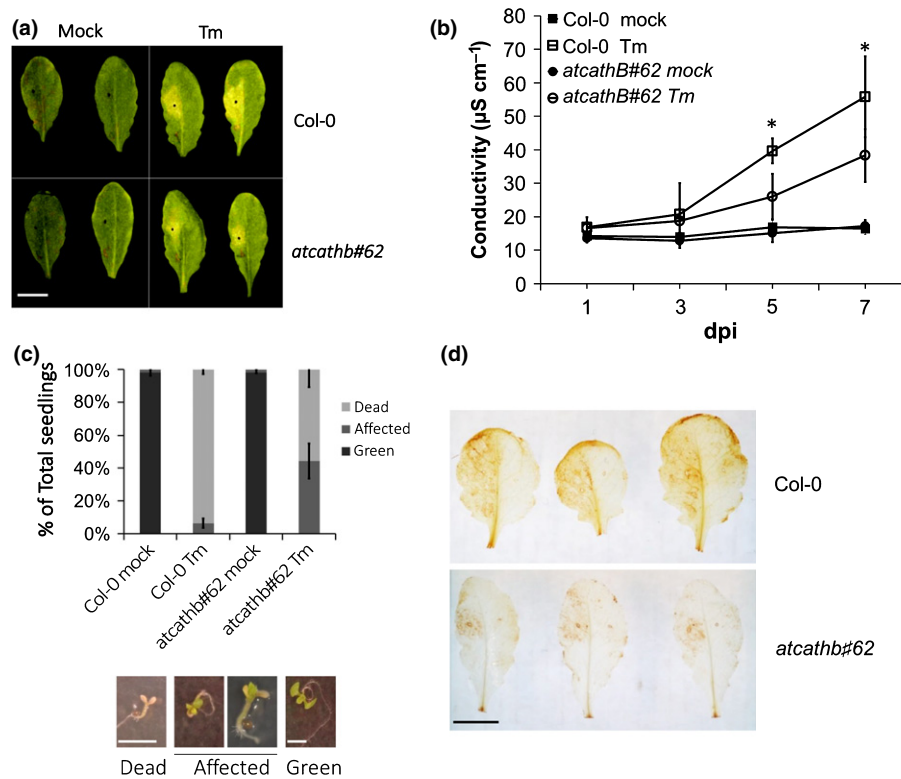 (a)
Mock Tm
Col-0
atcathb#62
(b)
Conductivity (µS cm⁻¹)
80
70
60
50
40
30
20
10
0
1 3 5 7
dpi
Col-0 mock
Col-0 Tm
atcathB#62 mock
atcathB#62 Tm
*
*
(c)
% of Total seedlings
100%
80%
60%
40%
20%
0%
Col-0 mock
Col-0 Tm
atcathb#62 mock
atcathb#62 Tm
Dead
Affected
Green
Dead Affected Green
(d)
Col-0
atcathb♯62